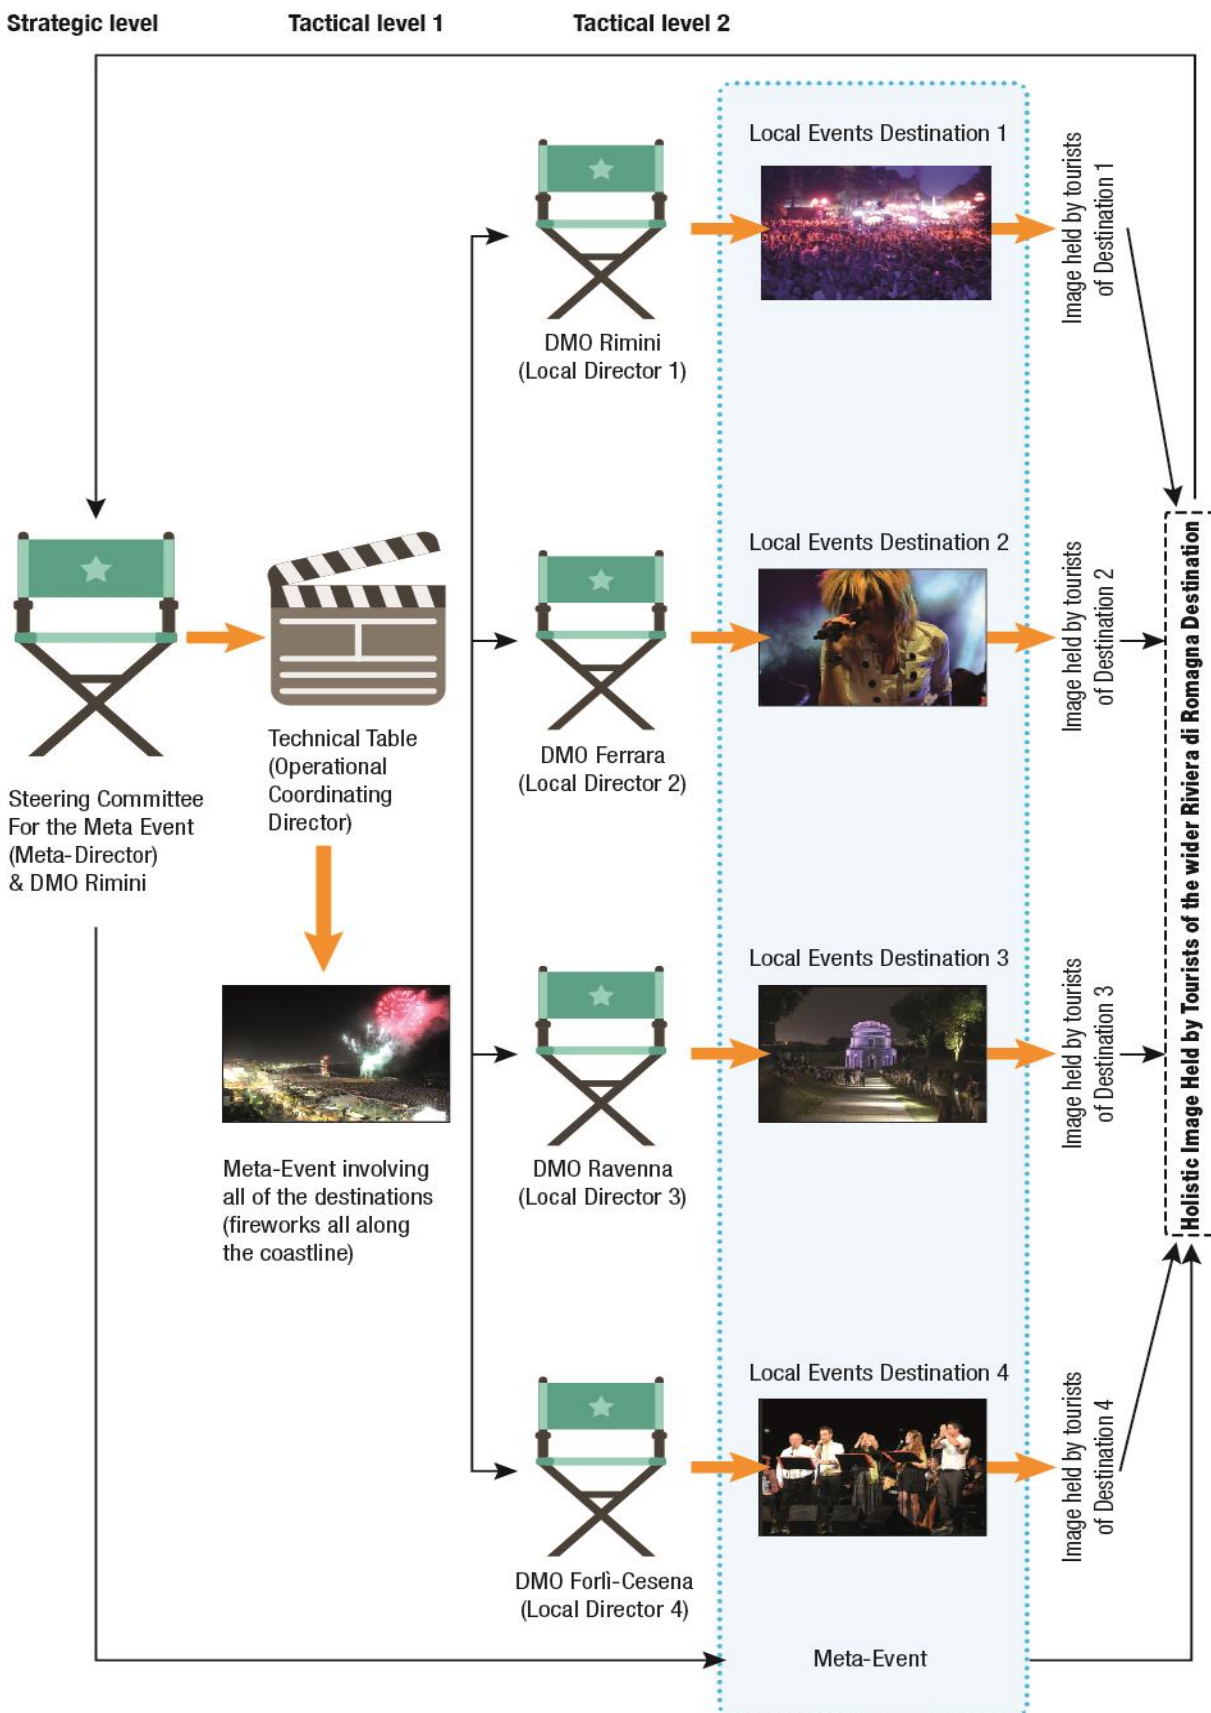 Strategic level
Tactical level 1
Tactical level 2
Local Events Destination 1
Image held by tourists
of Destination 1
DMO Rimini
(Local Director 1)
Local Events Destination 2
Image held by tourists
of Destination 2
DMO Ferrara
(Local Director 2)
Technical Table
(Operational
Coordinating
Director)
Steering Committee
For the Meta Event
(Meta-Director)
& DMO Rimini
Holistic Image Held by Tourists of the wider Riviera di Romagna Destination
Local Events Destination 3
Image held by tourists
of Destination 3
DMO Ravenna
(Local Director 3)
Meta-Event involving
all of the destinations
(fireworks all along
the coastline)
Local Events Destination 4
Image held by tourists
of Destination 4
DMO Forlì-Cesena
(Local Director 4)
Meta-Event